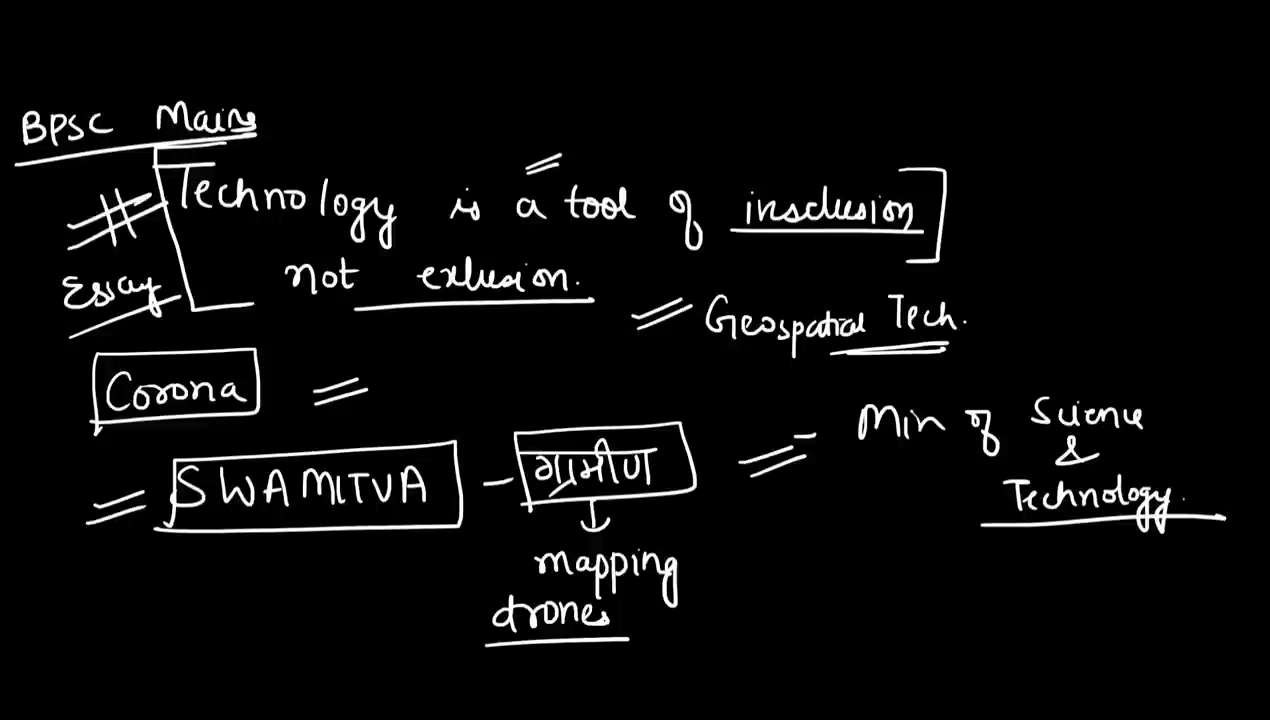 BPSC Mains
Technology is a tool of insclusion
Essay
not exlusion.
Geospatial Tech.
Corona
SWAMITVA - ग्रामीण
Min of Science
&
Technology.
mapping
drones